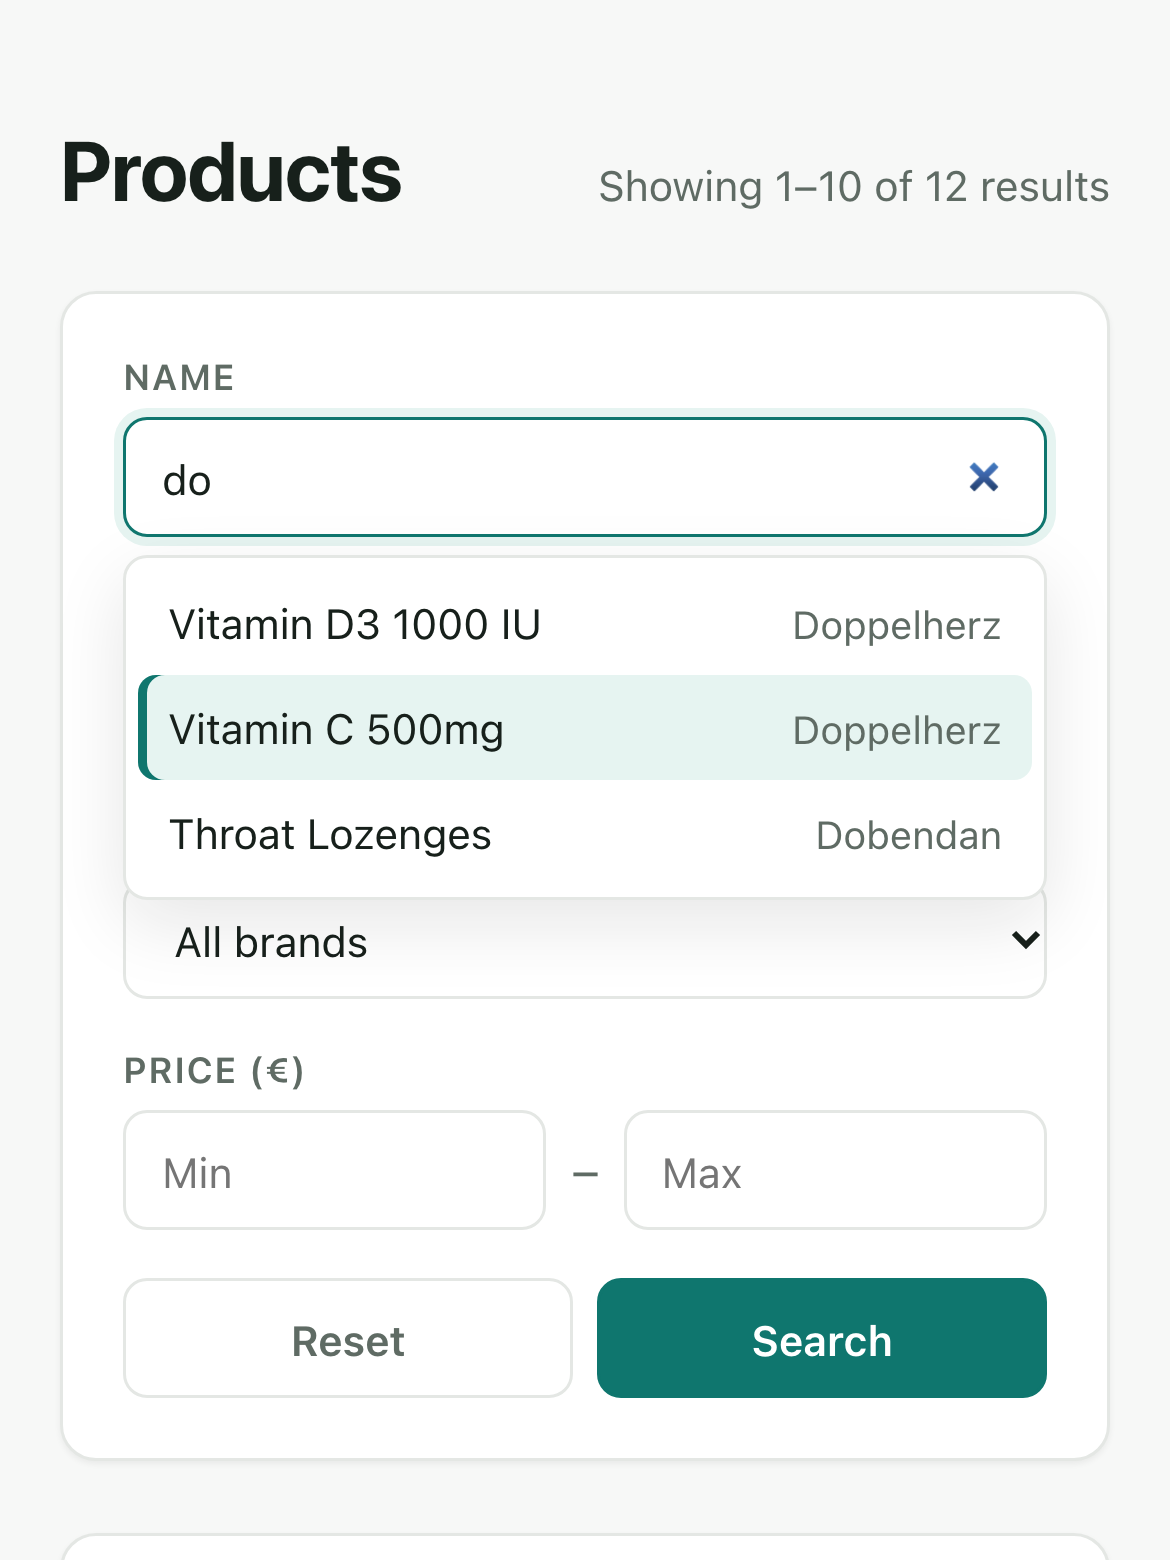 Products
Showing 1–10 of 12 results
NAME
do
Vitamin D3 1000 IU Doppelherz
Vitamin C 500mg Doppelherz
Throat Lozenges Dobendan
All brands
PRICE (€)
Min – Max
Reset Search